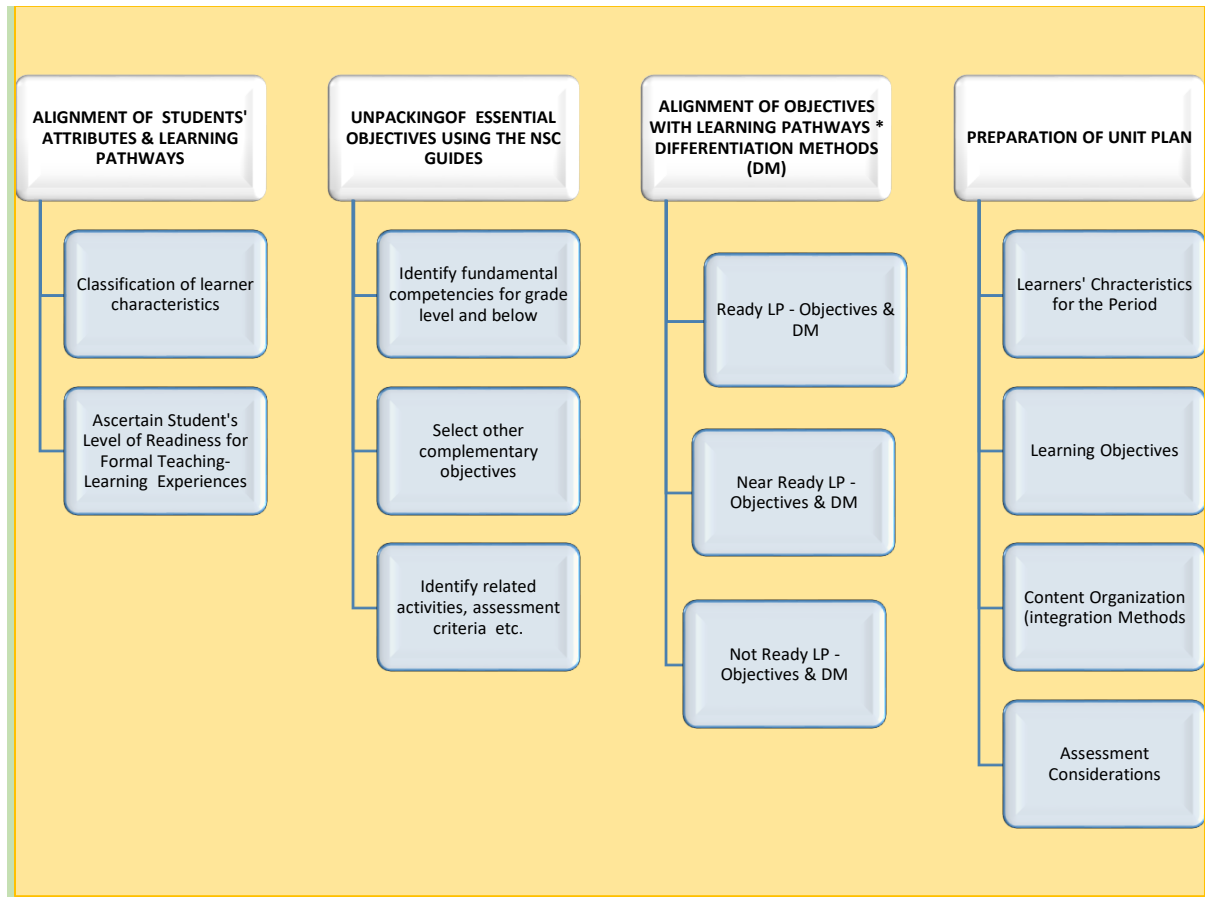 ALIGNMENT OF STUDENTS'
ATTRIBUTES & LEARNING
PATHWAYS
Classification of learner
characteristics
Ascertain Student's
Level of Readiness for
Formal Teaching-
Learning Experiences
UNPACKINGOF ESSENTIAL
OBJECTIVES USING THE NSC
GUIDES
Identify fundamental
competencies for grade
level and below
Select other
complementary
objectives
Identify related
activities, assessment
criteria etc.
ALIGNMENT OF OBJECTIVES
WITH LEARNING PATHWAYS *
DIFFERENTIATION METHODS
(DM)
Ready LP - Objectives &
DM
Near Ready LP -
Objectives & DM
Not Ready LP -
Objectives & DM
PREPARATION OF UNIT PLAN
Learners' Chracteristics
for the Period
Learning Objectives
Content Organization
(integration Methods
Assessment
Considerations